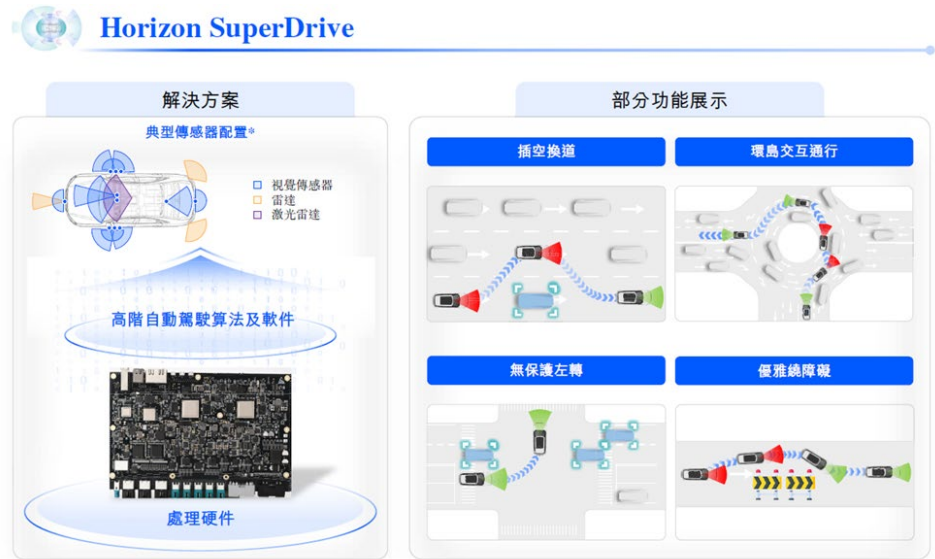 Horizon SuperDrive
解決方案
典型傳感器配置*
視覺傳感器
雷達
激光雷達
高階自動駕駛算法及軟件
處理硬件
部分功能展示
插空換道
環島交互通行
無保護左轉
優雅繞障礙